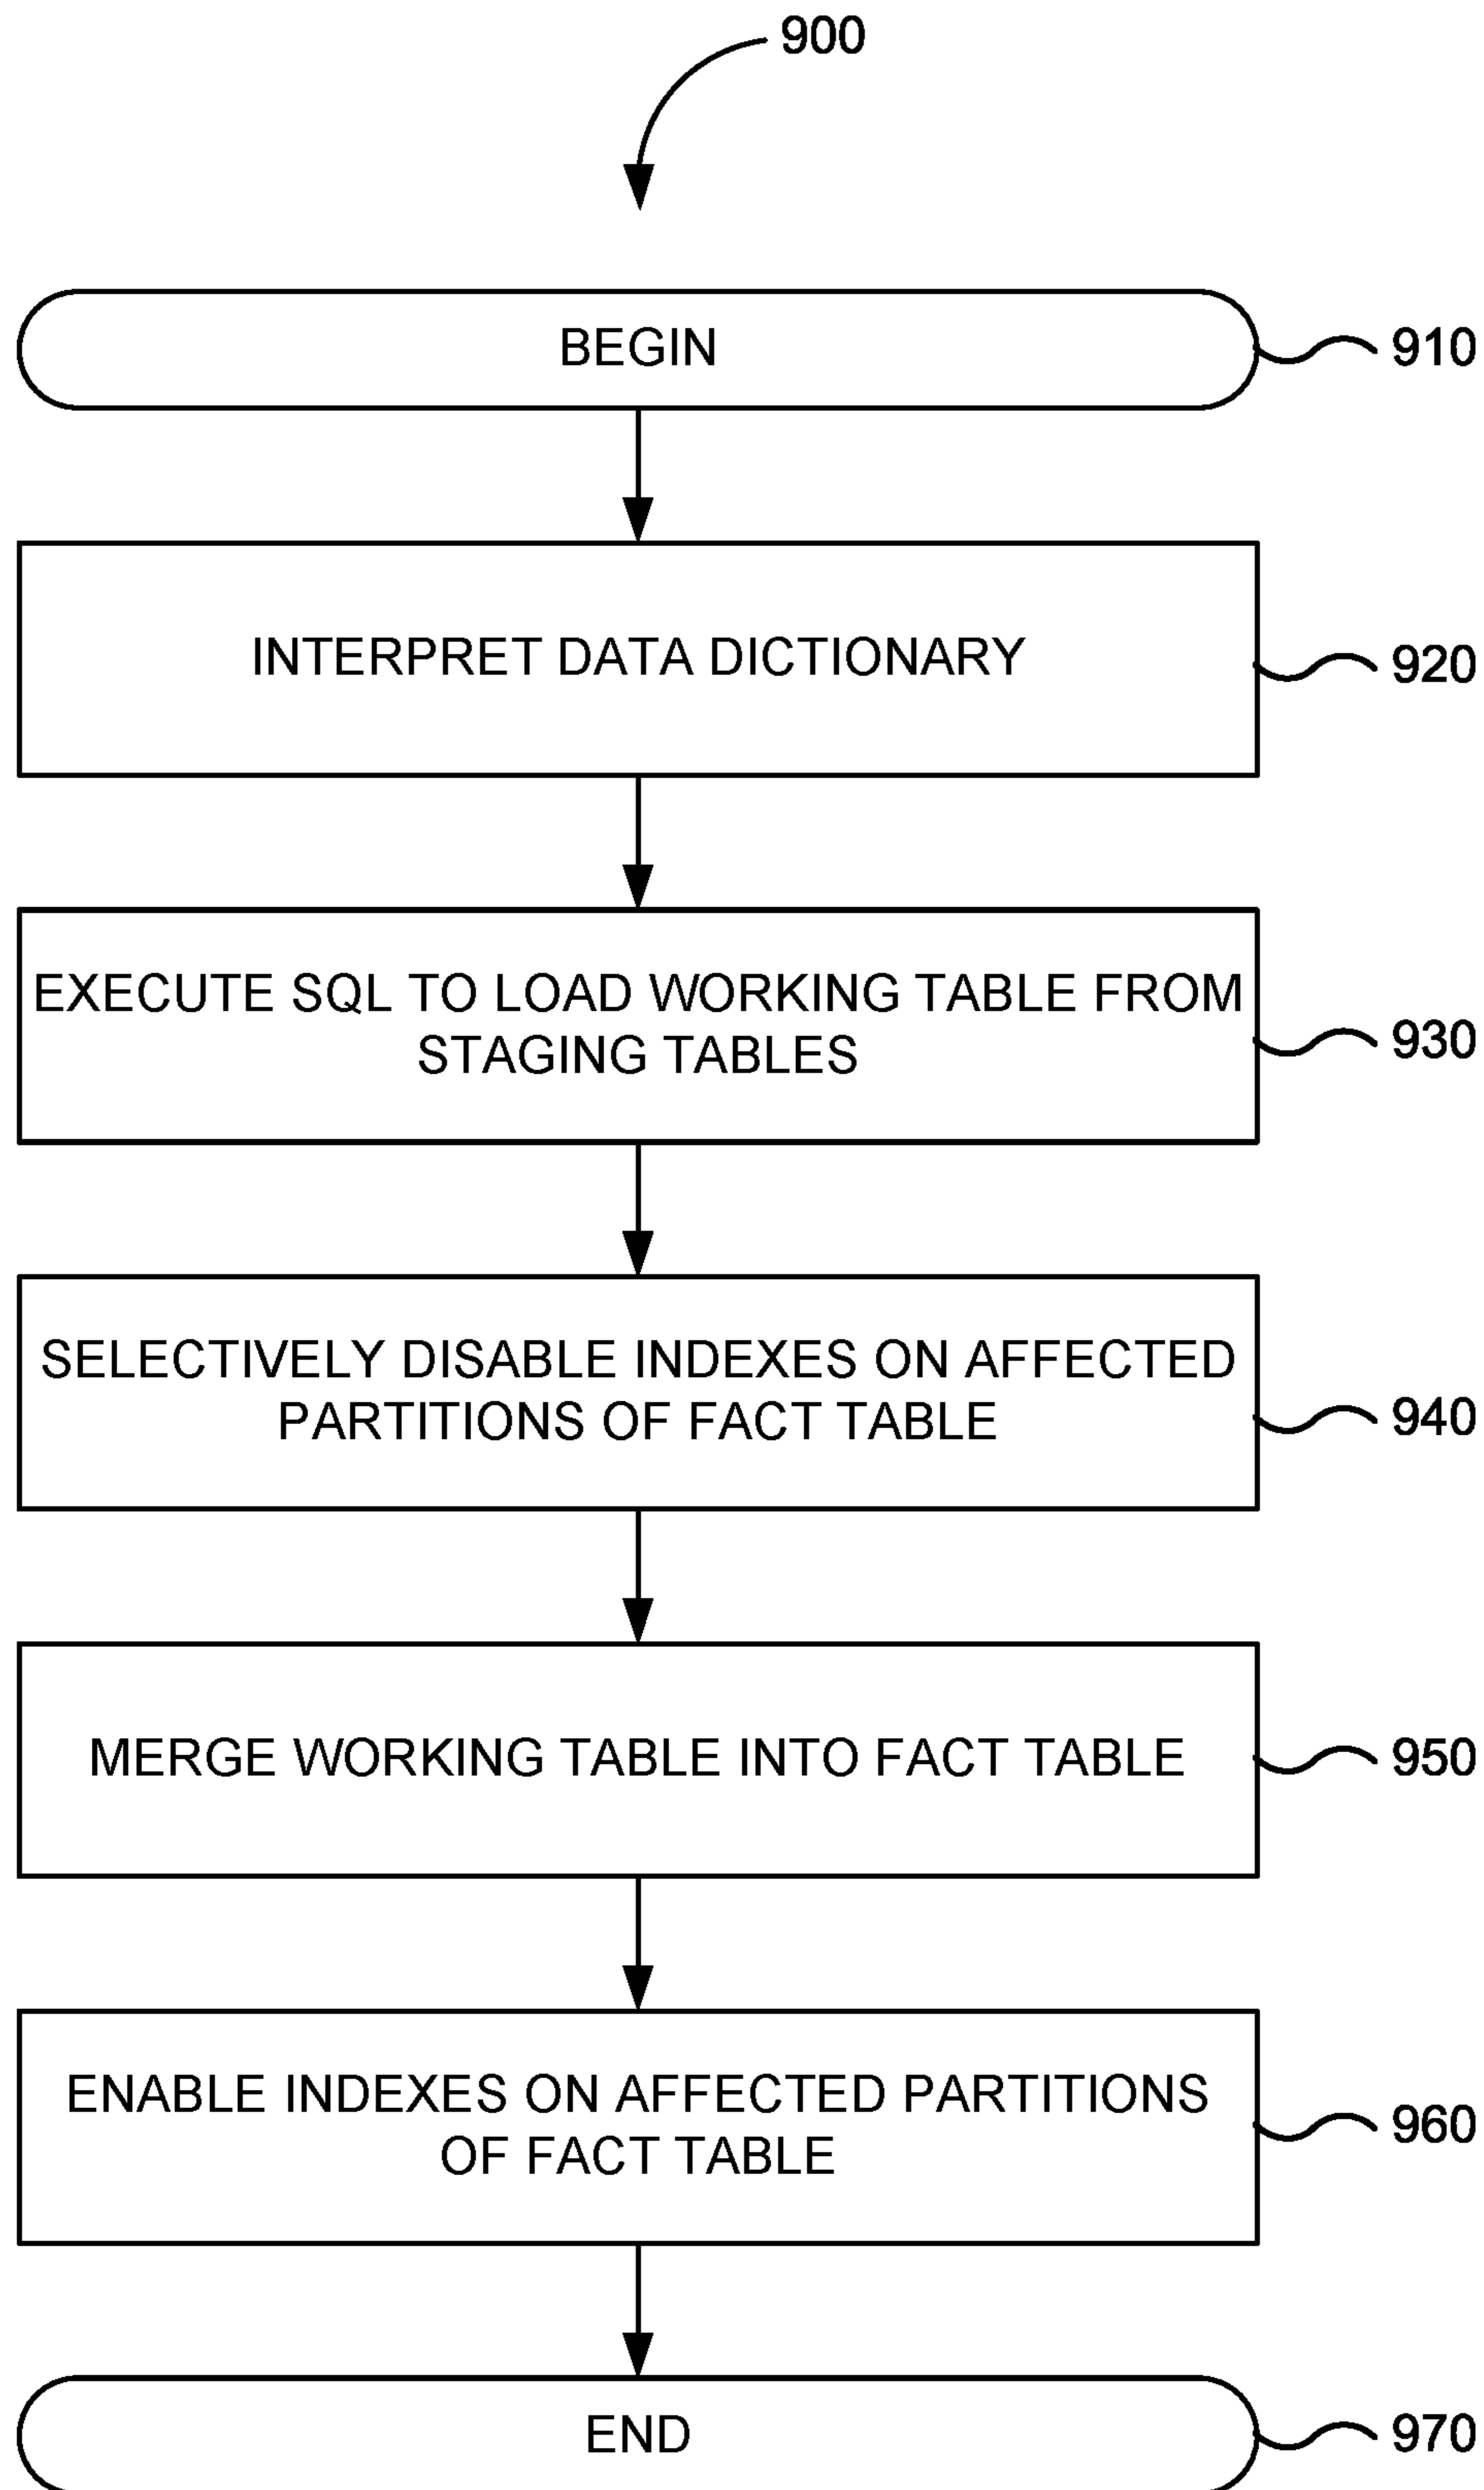 900
BEGIN
910
INTERPRET DATA DICTIONARY
920
EXECUTE SQL TO LOAD WORKING TABLE FROM
STAGING TABLES
930
SELECTIVELY DISABLE INDEXES ON AFFECTED
PARTITIONS OF FACT TABLE
940
MERGE WORKING TABLE INTO FACT TABLE
950
ENABLE INDEXES ON AFFECTED PARTITIONS
OF FACT TABLE
960
END
970